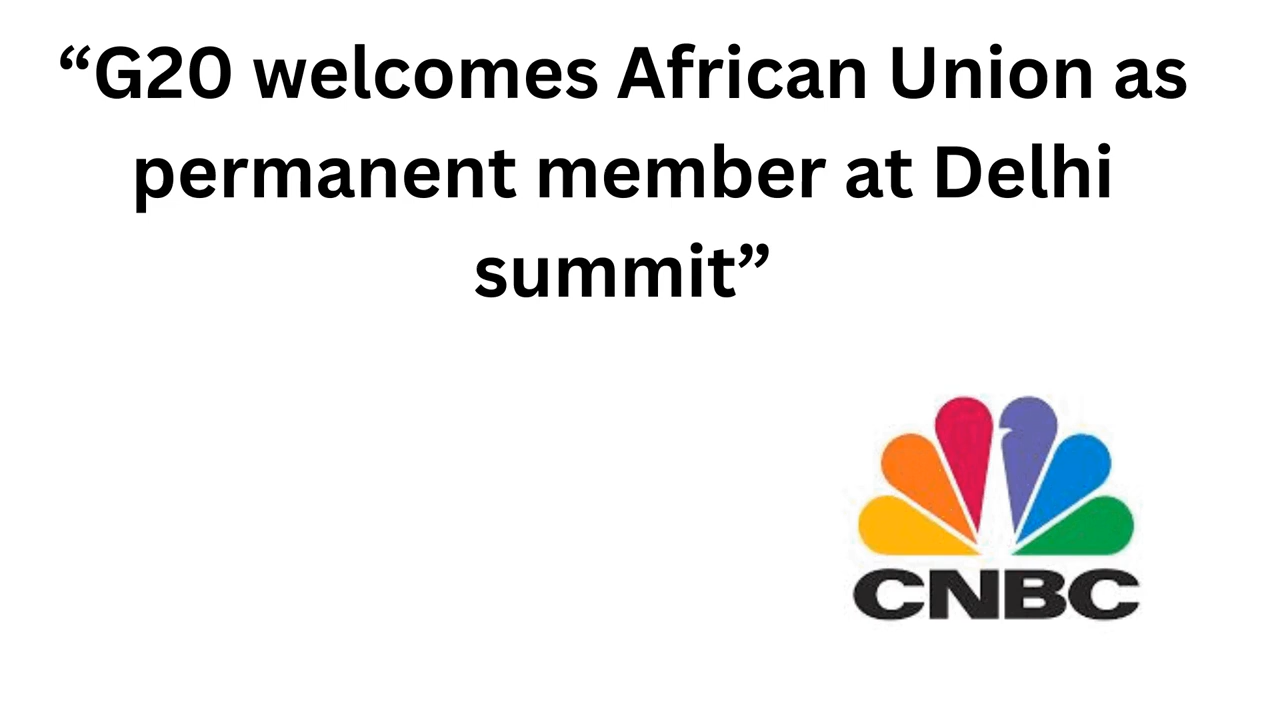 “G20 welcomes African Union as
permanent member at Delhi
summit”
CNBC